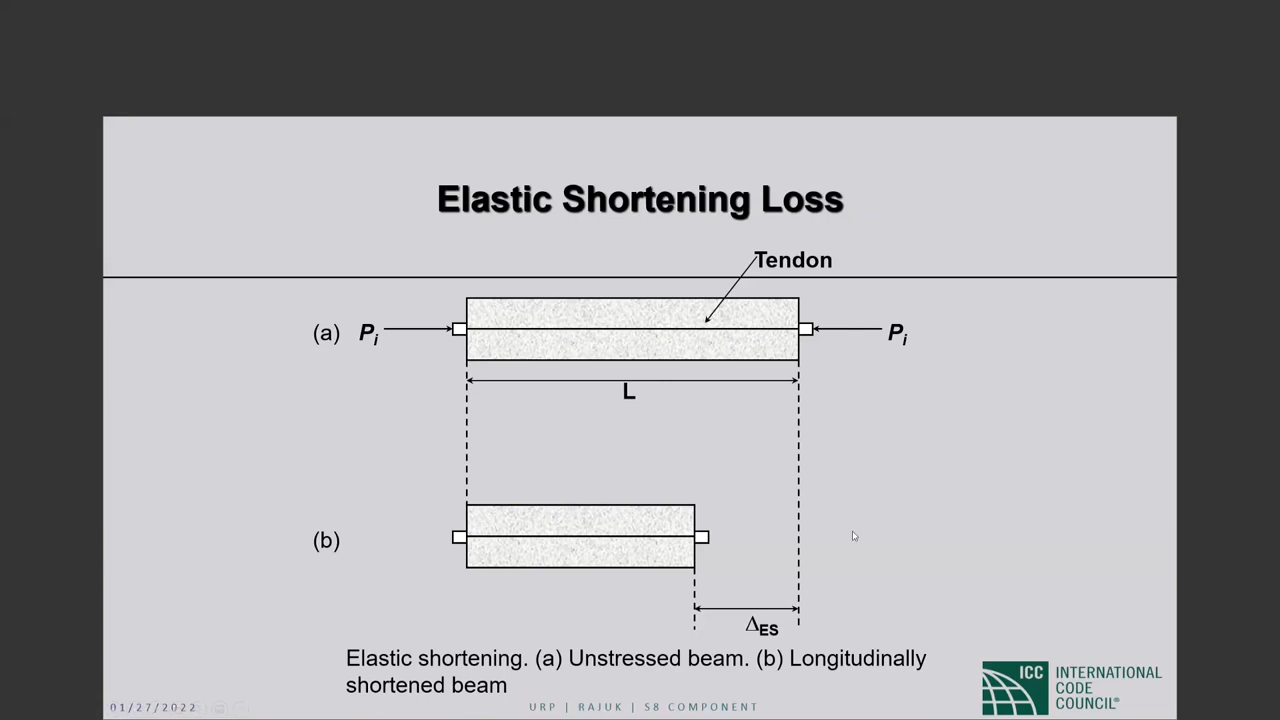 Elastic Shortening Loss
Tendon
(a) Pi Pi
L
(b)
ΔES
Elastic shortening. (a) Unstressed beam. (b) Longitudinally
shortened beam
01/27/2022
URP | RAJUK | S8 COMPONENT
ICC INTERNATIONAL
CODE
COUNCIL®